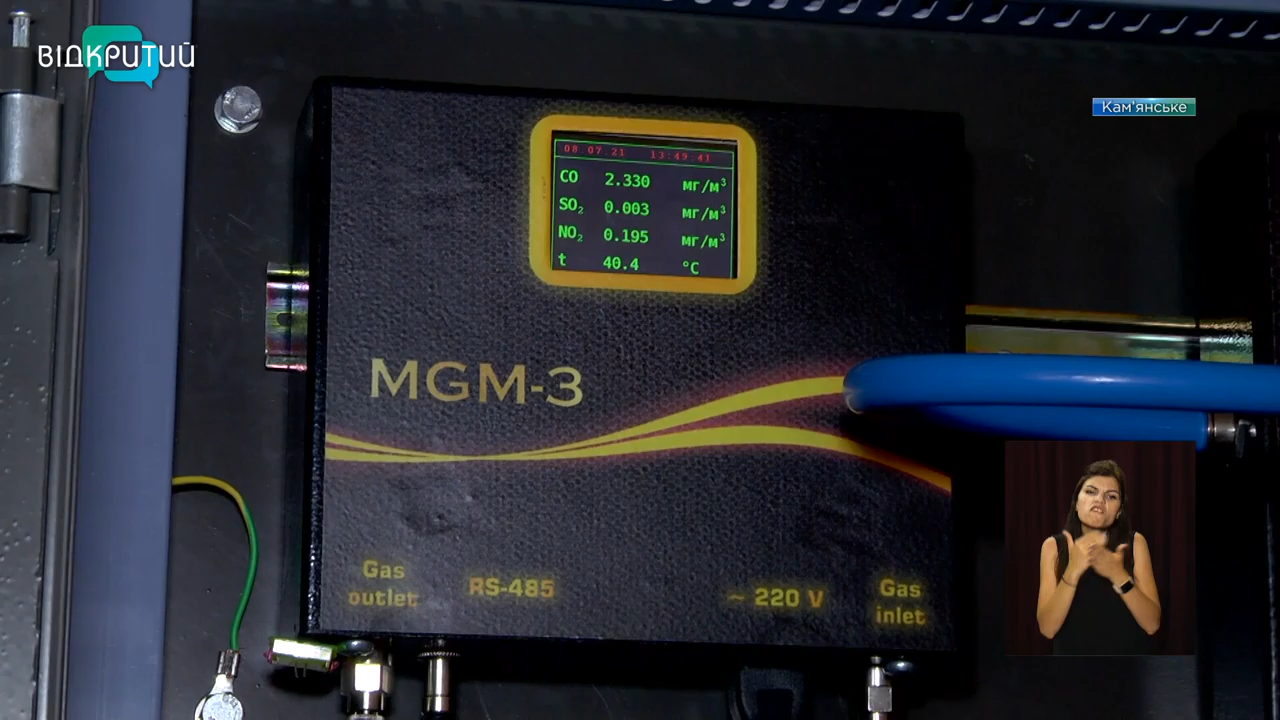 ВІДКРИТИЙ
Кам'янське
08 07 21 13:49 41
CO 2.330 мг/м³
SO₂ 0.003 мг/м³
NO₂ 0.195 мг/м³
t 40.4 °C
MGM-3
Gas outlet
RS-485
~ 220 V
Gas inlet